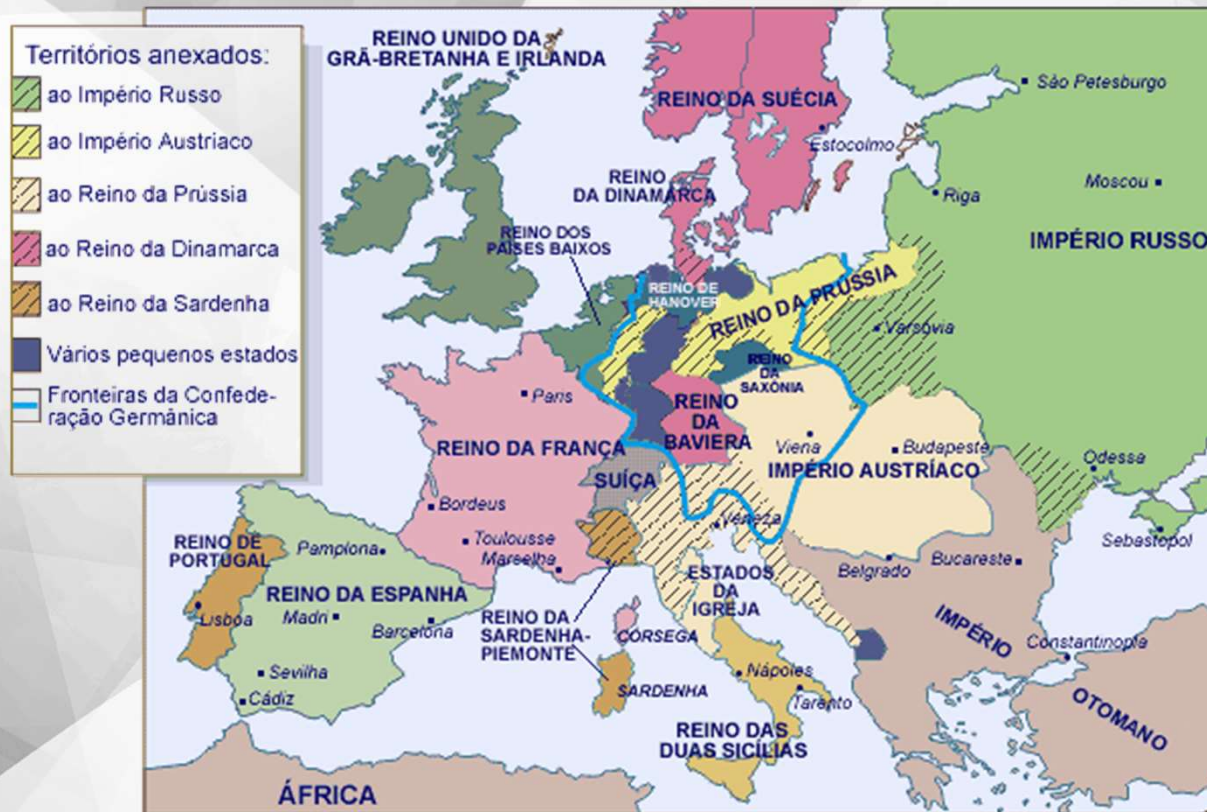 Territórios anexados:
ao Império Russo
ao Império Austriaco
ao Reino da Prússia
ao Reino da Dinamarca
ao Reino da Sardenha
Vários pequenos estados
Fronteiras da Confede-
ração Germânica
REINO UNIDO DA
GRÃ-BRETANHA E IRLANDA
REINO DA SUÉCIA
Estocolmo
São Petesburgo
REINO
DA DINAMARCA
Riga
Moscou
REINO DOS
PAÍSES BAIXOS
IMPÉRIO RUSSO
REINO DE
HANOVER
REINO DA PRÚSSIA
Varsóvia
REINO
DA
SAXÔNIA
Paris
REINO
DA
BAVIERA
REINO DA FRANÇA
Viena
Budapeste
SUÍÇA
IMPÉRIO AUSTRÍACO
Odessa
Bordeus
Veneza
Sebastopol
REINO DE
PORTUGAL
Pamplona
Toulousse
Marselha
Belgrado
Bucareste
REINO DA ESPANHA
ESTADOS
DA
IGREJA
Lisboa
Madri
Barcelona
REINO DA
SARDENHA-
PIEMONTE
CÓRSEGA
IMPÉRIO
OTOMANO
Constantinopla
Sevilha
Cádiz
SARDENHA
Nápoles
Taranto
REINO DAS
DUAS SICÍLIAS
ÁFRICA